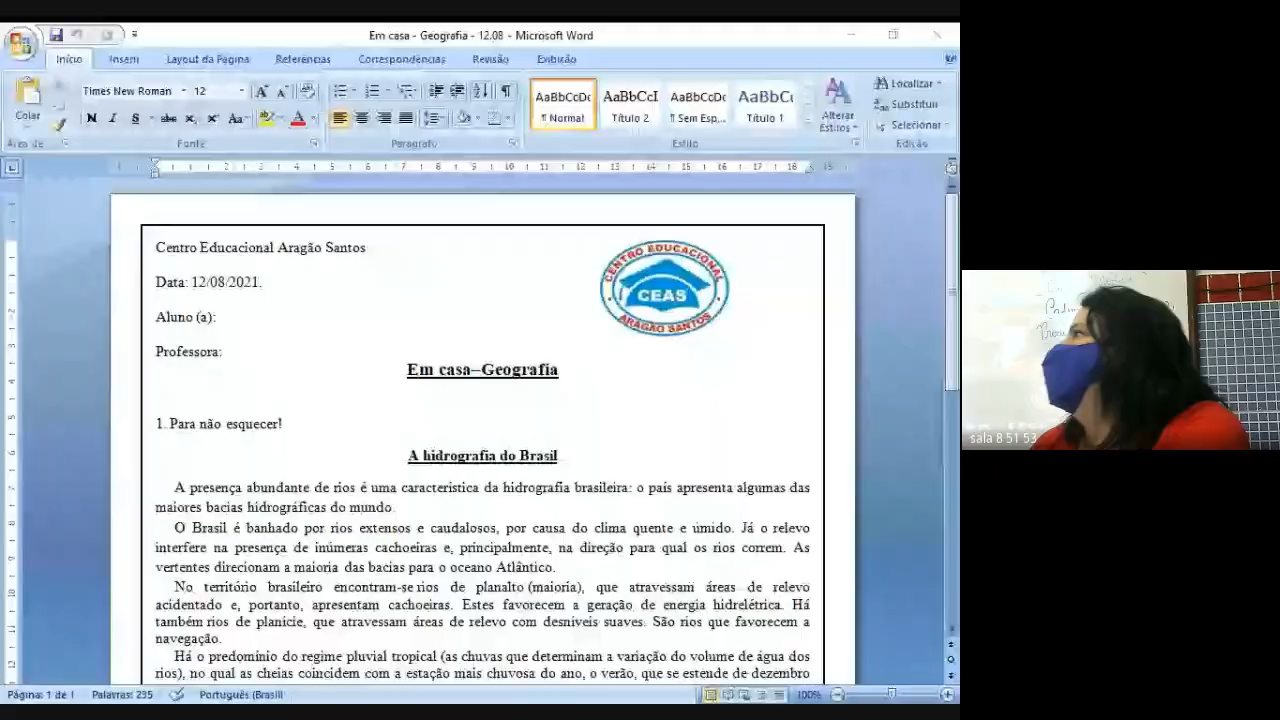 Em casa - Geografia - 12.08 - Microsoft Word
Início Inserir Layout da Página Referências Correspondências Revisão Exibição
Colar
Times New Roman 12
AaBbCcDc AaBbCcI AaBbCcDc AaBbCc
¶ Normal Título 2 ¶ Sem Esp... Título 1
Alterar Estilos
Localizar
Substituir
Selecionar
Área de Fonte Parágrafo Estilo Edição
Centro Educacional Aragão Santos
CENTRO EDUCACIONAL
CEAS
ARAGÃO SANTOS
Data: 12/08/2021.
Aluno (a):
Professora:
Em casa–Geografia
1. Para não esquecer!
A hidrografia do Brasil
A presença abundante de rios é uma característica da hidrografia brasileira: o país apresenta algumas das
maiores bacias hidrográficas do mundo.
O Brasil é banhado por rios extensos e caudalosos, por causa do clima quente e úmido. Já o relevo
interfere na presença de inúmeras cachoeiras e, principalmente, na direção para qual os rios correm. As
vertentes direcionam a maioria das bacias para o oceano Atlântico.
No território brasileiro encontram-se rios de planalto (maioria), que atravessam áreas de relevo
acidentado e, portanto, apresentam cachoeiras. Estes favorecem a geração de energia hidrelétrica. Há
também rios de planície, que atravessam áreas de relevo com desníveis suaves. São rios que favorecem a
navegação.
Há o predomínio do regime pluvial tropical (as chuvas que determinam a variação do volume de água dos
rios), no qual as cheias coincidem com a estação mais chuvosa do ano, o verão, que se estende de dezembro
Página: 1 de 1 Palavras: 235 Português (Brasil) 100%
sala 8 51 53